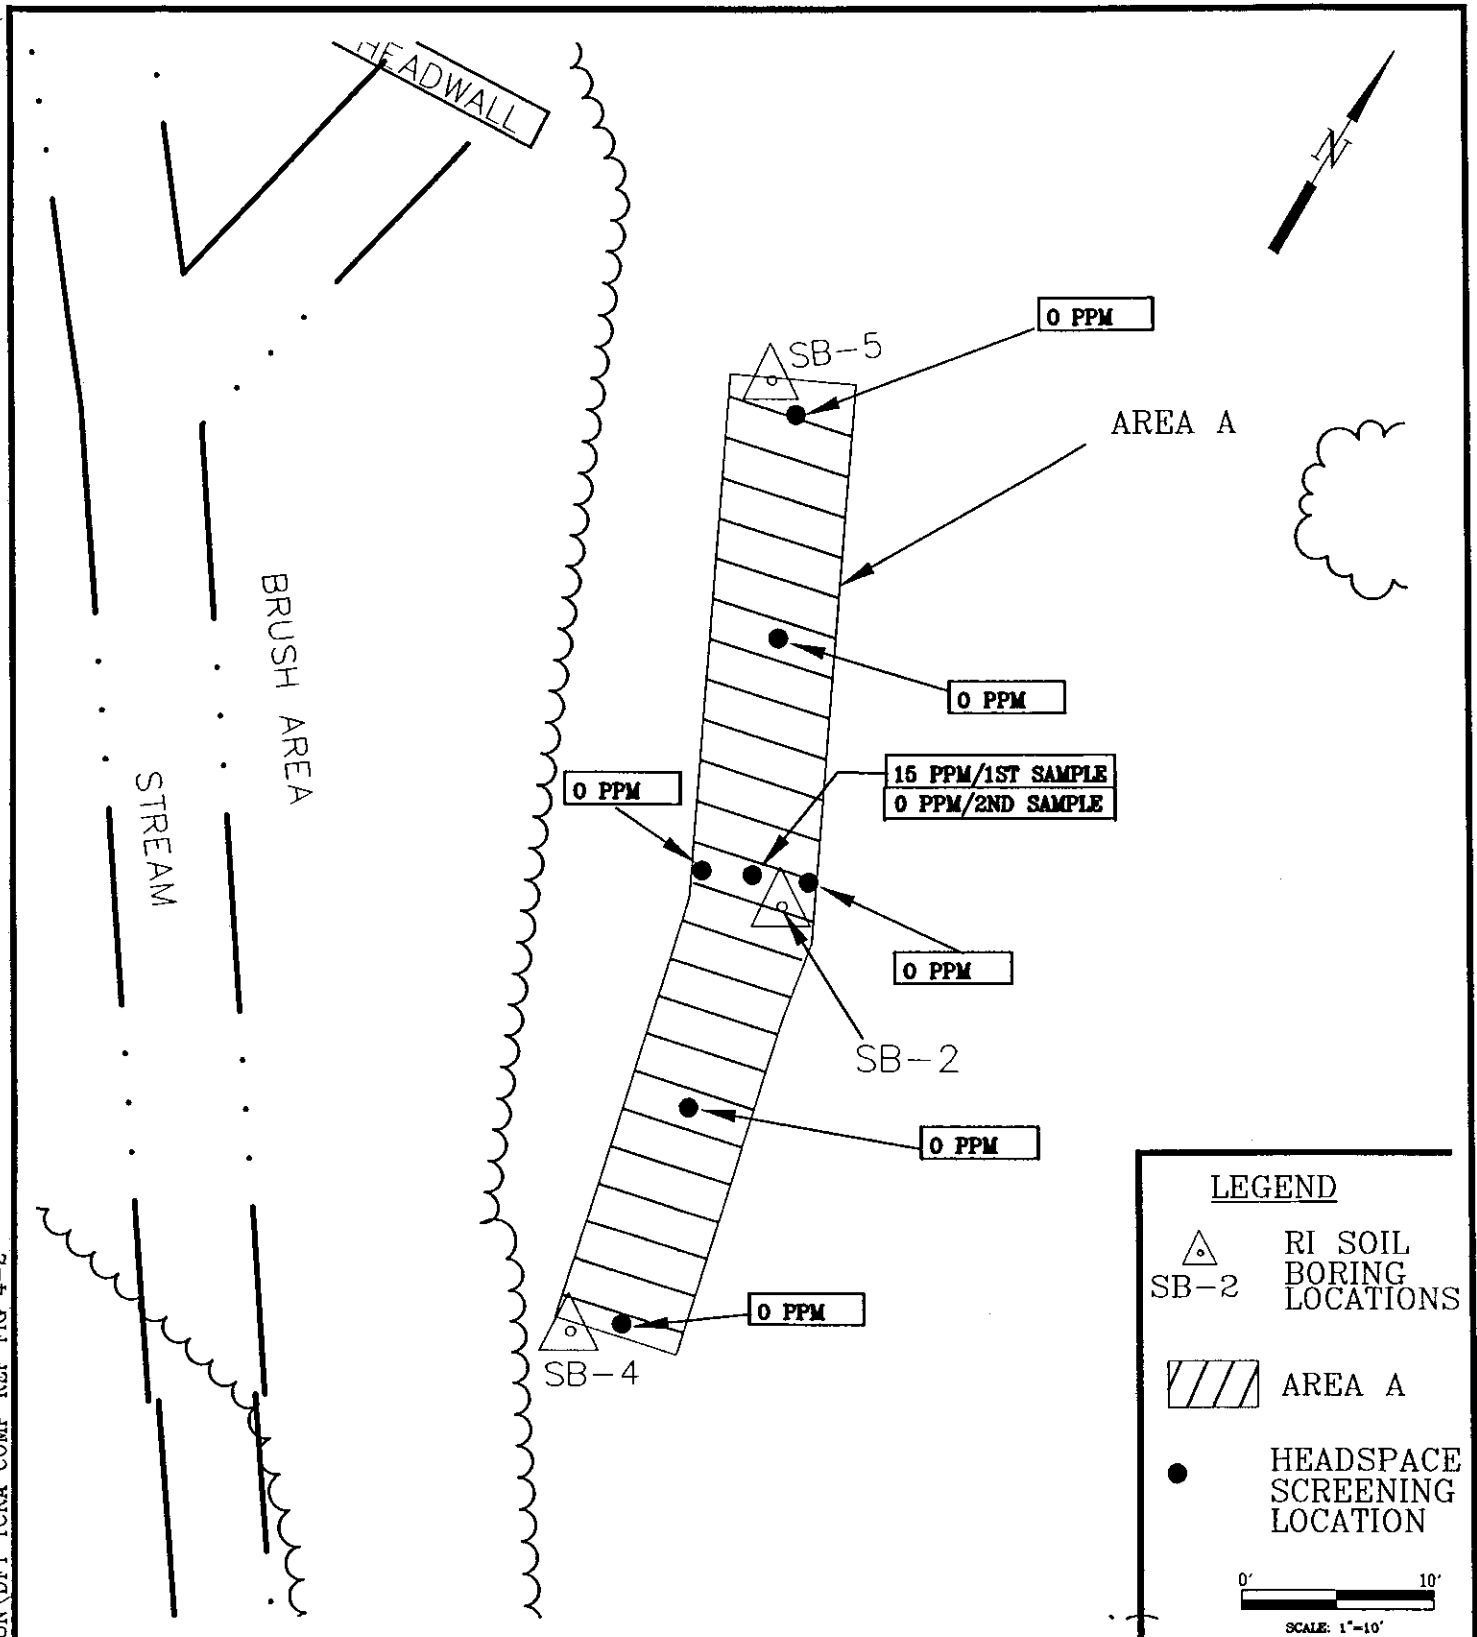 HEADWALL
N
0 PPM
SB-5
AREA A
BRUSH AREA
0 PPM
STREAM
0 PPM
15 PPM/1ST SAMPLE
0 PPM/2ND SAMPLE
0 PPM
SB-2
0 PPM
0 PPM
SB-4
LEGEND
SB-2
RI SOIL
BORING
LOCATIONS
AREA A
HEADSPACE
SCREENING
LOCATION
0' 10'
SCALE: 1"=10'